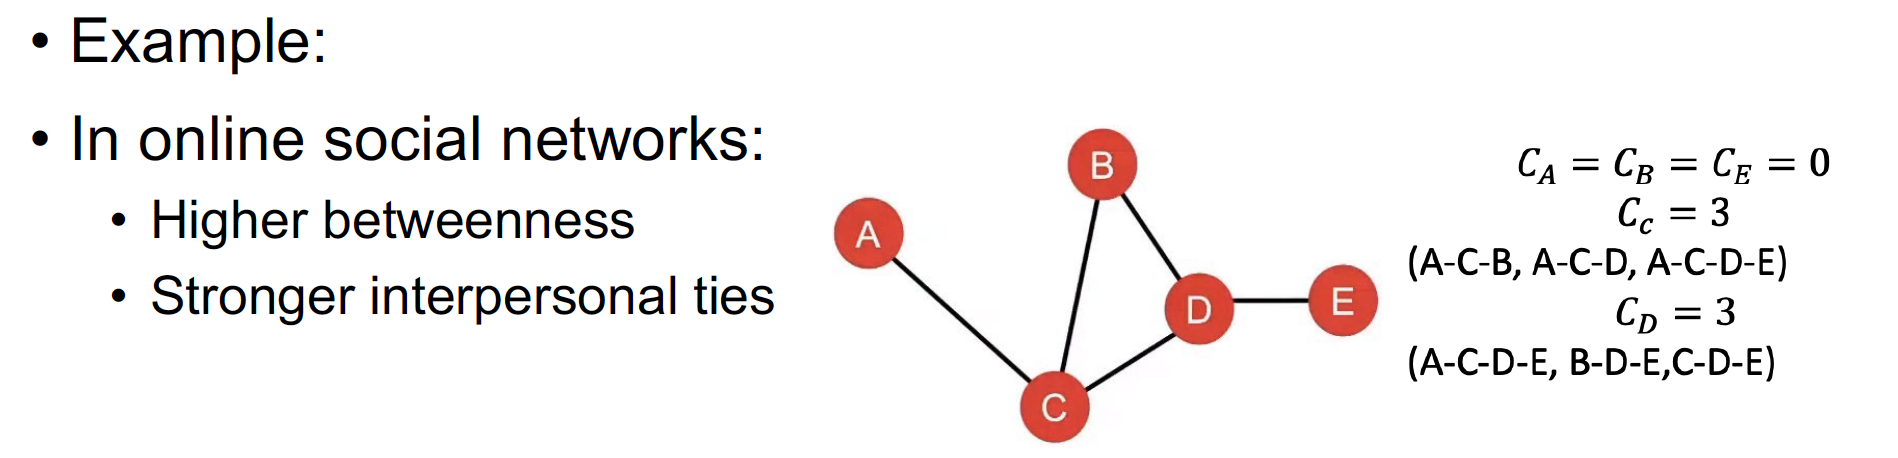 • Example:
• In online social networks:
• Higher betweenness
• Stronger interpersonal ties
A
B
C
D
E
C_A = C_B = C_E = 0
C_c = 3
(A-C-B, A-C-D, A-C-D-E)
C_D = 3
(A-C-D-E, B-D-E,C-D-E)